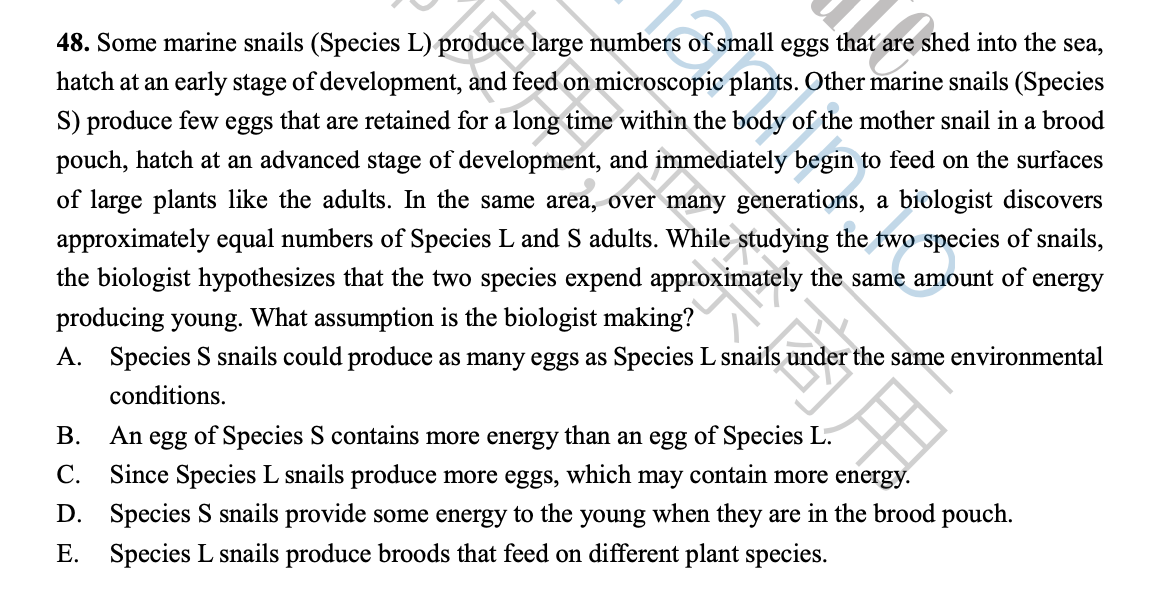 48. Some marine snails (Species L) produce large numbers of small eggs that are shed into the sea,
hatch at an early stage of development, and feed on microscopic plants. Other marine snails (Species
S) produce few eggs that are retained for a long time within the body of the mother snail in a brood
pouch, hatch at an advanced stage of development, and immediately begin to feed on the surfaces
of large plants like the adults. In the same area, over many generations, a biologist discovers
approximately equal numbers of Species L and S adults. While studying the two species of snails,
the biologist hypothesizes that the two species expend approximately the same amount of energy
producing young. What assumption is the biologist making?
A. Species S snails could produce as many eggs as Species L snails under the same environmental
conditions.
B. An egg of Species S contains more energy than an egg of Species L.
C. Since Species L snails produce more eggs, which may contain more energy.
D. Species S snails provide some energy to the young when they are in the brood pouch.
E. Species L snails produce broods that feed on different plant species.
使用,严禁商用